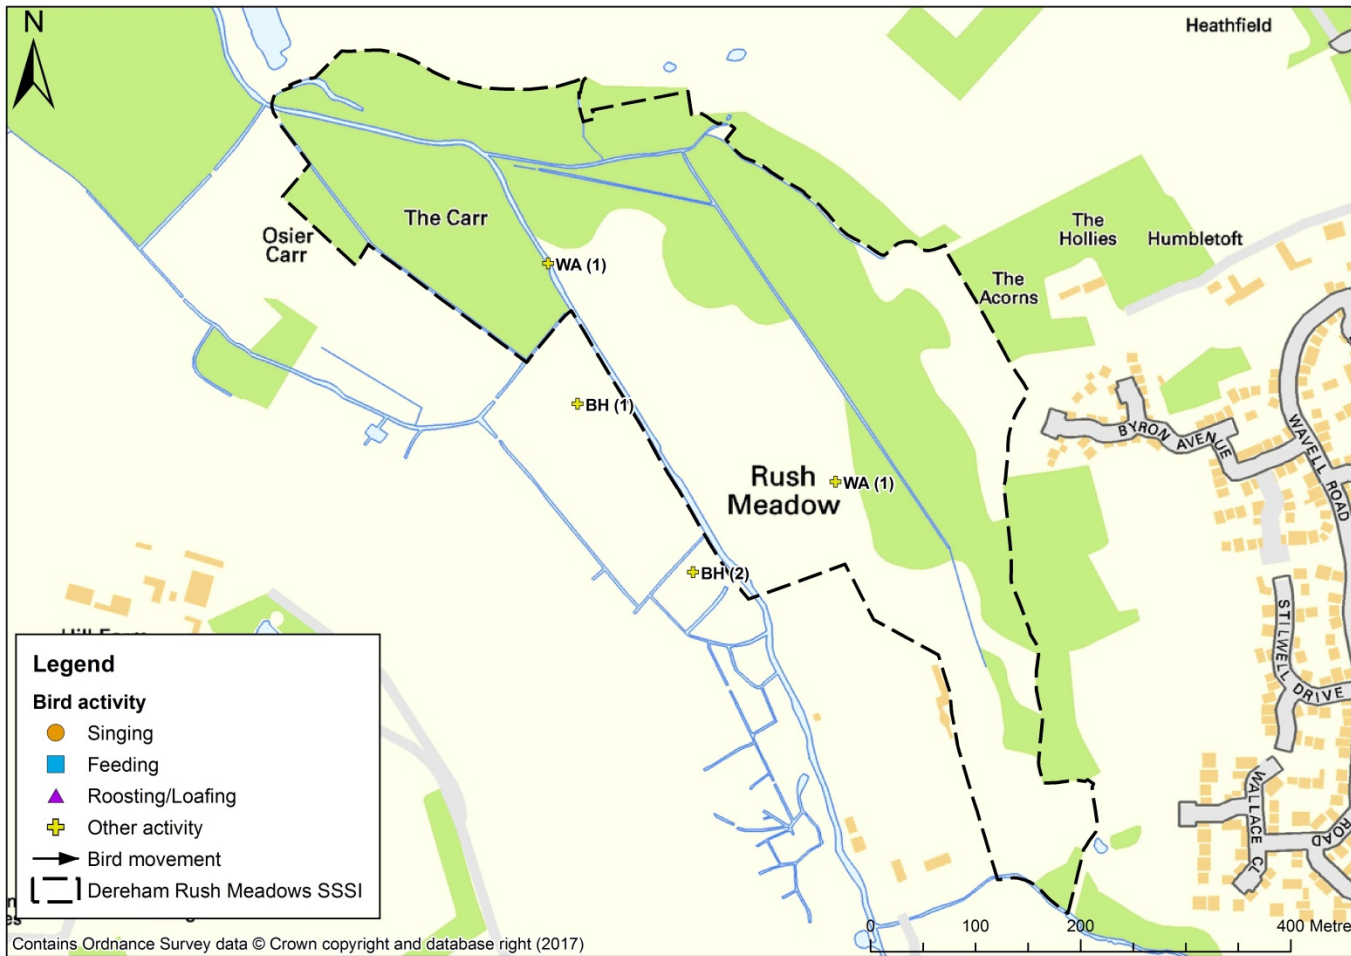 N
Heathfield
The
Hollies
Humbletoft
The
Acorns
The Carr
Osier
Carr
WA (1)
BH (1)
BYRON AVENUE
WAVELL ROAD
Rush
Meadow
WA (1)
BH (2)
STILWELL DRIVE
WALLACE CL
ROAD
Legend
Bird activity
Singing
Feeding
Roosting/Loafing
Other activity
Bird movement
Dereham Rush Meadows SSSI
0 100 200 400 Metre
Contains Ordnance Survey data © Crown copyright and database right (2017)